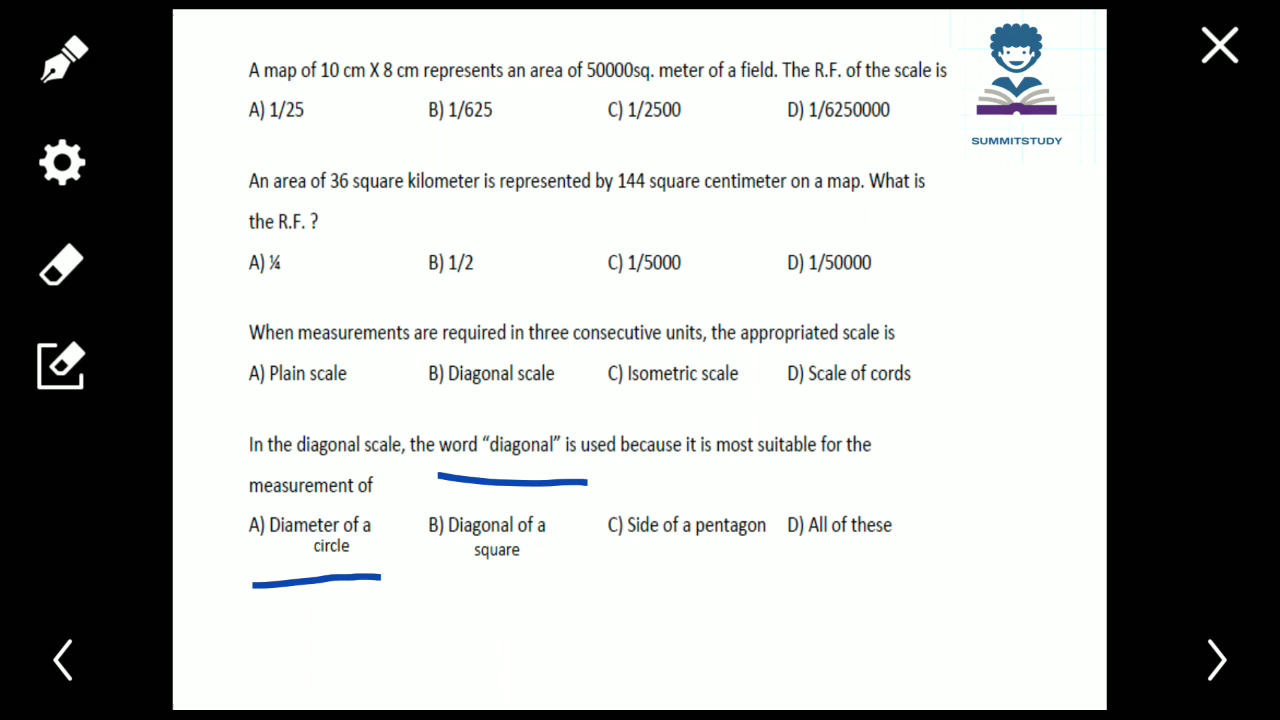 A map of 10 cm X 8 cm represents an area of 50000sq. meter of a field. The R.F. of the scale is
A) 1/25 B) 1/625 C) 1/2500 D) 1/6250000
SUMMITSTUDY
An area of 36 square kilometer is represented by 144 square centimeter on a map. What is
the R.F. ?
A) ¼ B) 1/2 C) 1/5000 D) 1/50000
When measurements are required in three consecutive units, the appropriated scale is
A) Plain scale B) Diagonal scale C) Isometric scale D) Scale of cords
In the diagonal scale, the word “diagonal” is used because it is most suitable for the
measurement of
A) Diameter of a circle B) Diagonal of a square C) Side of a pentagon D) All of these